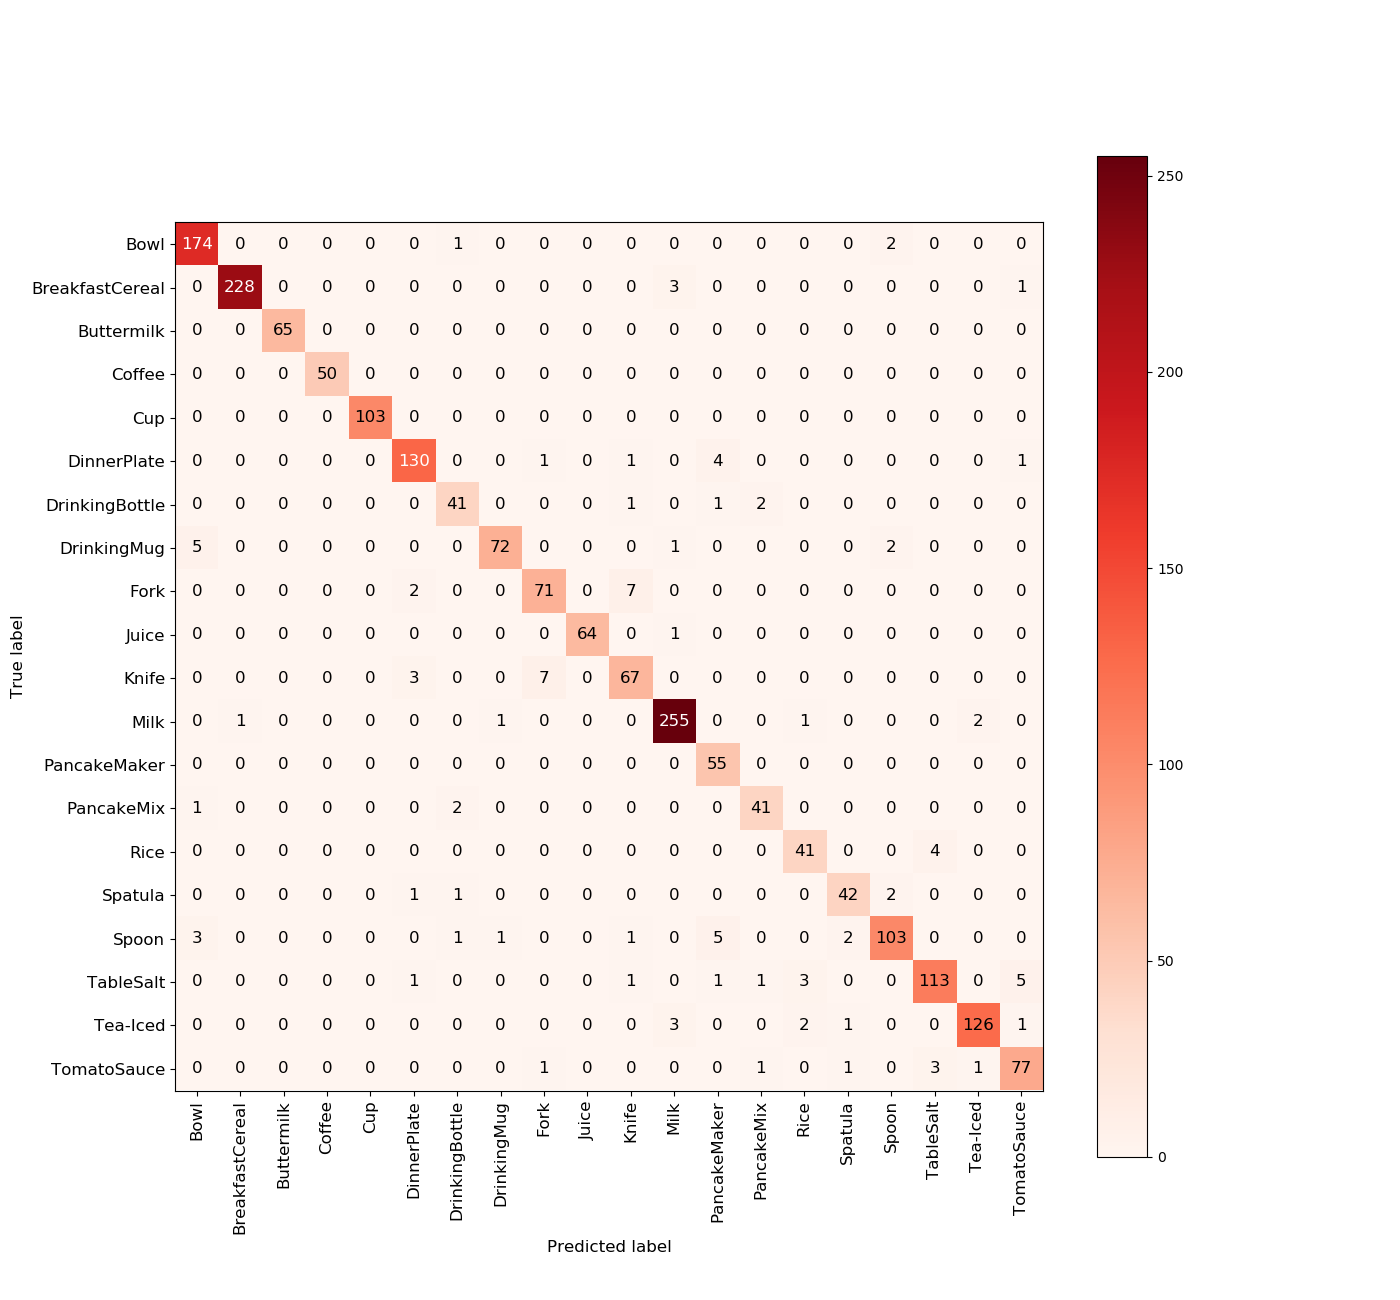 250
200
150
100
50
0
True label
Bowl 174 0 0 0 0 0 1 0 0 0 0 0 0 0 0 0 2 0 0 0
BreakfastCereal 0 228 0 0 0 0 0 0 0 0 0 3 0 0 0 0 0 0 0 1
Buttermilk 0 0 65 0 0 0 0 0 0 0 0 0 0 0 0 0 0 0 0 0
Coffee 0 0 0 50 0 0 0 0 0 0 0 0 0 0 0 0 0 0 0 0
Cup 0 0 0 0 103 0 0 0 0 0 0 0 0 0 0 0 0 0 0 0
DinnerPlate 0 0 0 0 0 130 0 0 1 0 1 0 4 0 0 0 0 0 0 1
DrinkingBottle 0 0 0 0 0 0 41 0 0 0 1 0 1 2 0 0 0 0 0 0
DrinkingMug 5 0 0 0 0 0 0 72 0 0 0 1 0 0 0 0 2 0 0 0
Fork 0 0 0 0 0 2 0 0 71 0 7 0 0 0 0 0 0 0 0 0
Juice 0 0 0 0 0 0 0 0 0 64 0 1 0 0 0 0 0 0 0 0
Knife 0 0 0 0 0 3 0 0 7 0 67 0 0 0 0 0 0 0 0 0
Milk 0 1 0 0 0 0 0 1 0 0 0 255 0 0 1 0 0 0 2 0
PancakeMaker 0 0 0 0 0 0 0 0 0 0 0 0 55 0 0 0 0 0 0 0
PancakeMix 1 0 0 0 0 0 2 0 0 0 0 0 0 41 0 0 0 0 0 0
Rice 0 0 0 0 0 0 0 0 0 0 0 0 0 0 41 0 0 4 0 0
Spatula 0 0 0 0 0 1 1 0 0 0 0 0 0 0 0 42 2 0 0 0
Spoon 3 0 0 0 0 0 1 1 0 0 1 0 5 0 0 2 103 0 0 0
TableSalt 0 0 0 0 0 1 0 0 0 0 1 0 1 1 3 0 0 113 0 5
Tea-Iced 0 0 0 0 0 0 0 0 0 0 0 3 0 0 2 1 0 0 126 1
TomatoSauce 0 0 0 0 0 0 0 0 1 0 0 0 0 1 0 1 0 3 1 77
Bowl
BreakfastCereal
Buttermilk
Coffee
Cup
DinnerPlate
DrinkingBottle
DrinkingMug
Fork
Juice
Knife
Milk
PancakeMaker
PancakeMix
Rice
Spatula
Spoon
TableSalt
Tea-Iced
TomatoSauce
Predicted label